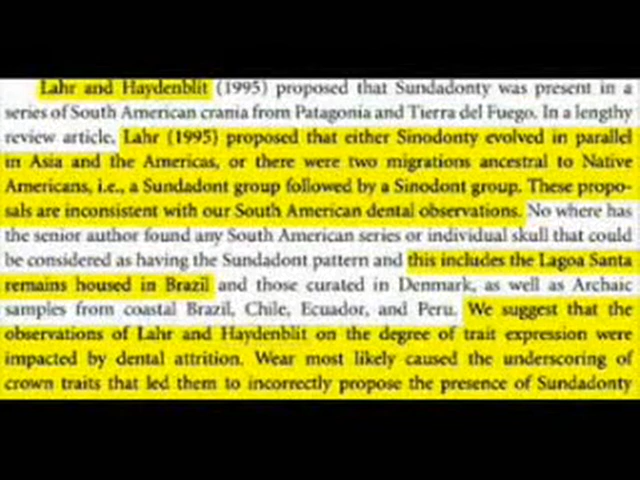 Lahr and Haydenblit (1995) proposed that Sundadonty was present in a
series of South American crania from Patagonia and Tierra del Fuego. In a lengthy
review article, Lahr (1995) proposed that either Sinodonty evolved in parallel
in Asia and the Americas, or there were two migrations ancestral to Native
Americans, i.e., a Sundadont group followed by a Sinodont group. These propo-
sals are inconsistent with our South American dental observations. No where has
the senior author found any South American series or individual skull that could
be considered as having the Sundadont pattern and this includes the Lagoa Santa
remains housed in Brazil and those curated in Denmark, as well as Archaic
samples from coastal Brazil, Chile, Ecuador, and Peru. We suggest that the
observations of Lahr and Haydenblit on the degree of trait expression were
impacted by dental attrition. Wear most likely caused the underscoring of
crown traits that led them to incorrectly propose the presence of Sundadonty